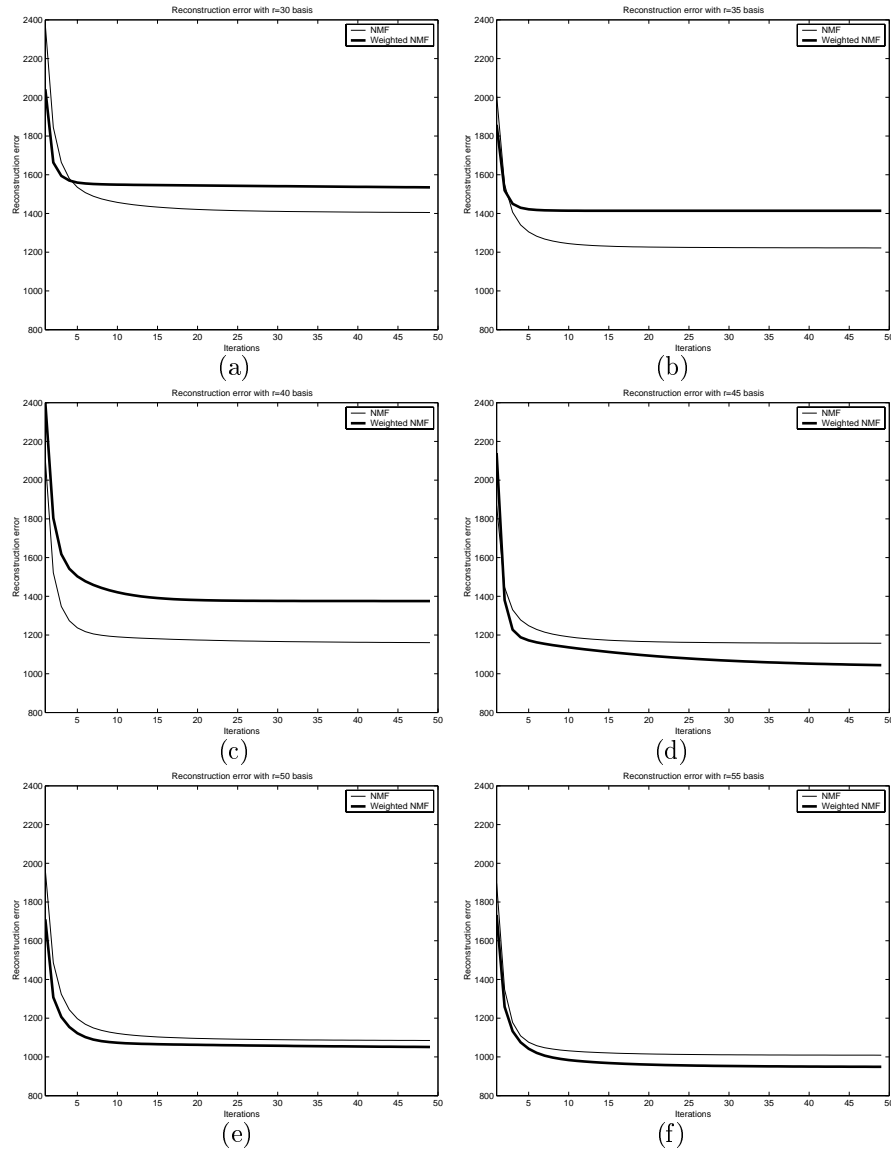 Reconstruction error with r=30 basis
NMF
Weighted NMF
Reconstruction error
2400
2200
2000
1800
1600
1400
1200
1000
800
5 10 15 20 25 30 35 40 45 50
Iterations
(a)
Reconstruction error with r=35 basis
NMF
Weighted NMF
Reconstruction error
2400
2200
2000
1800
1600
1400
1200
1000
800
5 10 15 20 25 30 35 40 45 50
Iterations
(b)
Reconstruction error with r=40 basis
NMF
Weighted NMF
Reconstruction error
2400
2200
2000
1800
1600
1400
1200
1000
800
5 10 15 20 25 30 35 40 45 50
Iterations
(c)
Reconstruction error with r=45 basis
NMF
Weighted NMF
Reconstruction error
2400
2200
2000
1800
1600
1400
1200
1000
800
5 10 15 20 25 30 35 40 45 50
Iterations
(d)
Reconstruction error with r=50 basis
NMF
Weighted NMF
Reconstruction error
2400
2200
2000
1800
1600
1400
1200
1000
800
5 10 15 20 25 30 35 40 45 50
Iterations
(e)
Reconstruction error with r=55 basis
NMF
Weighted NMF
Reconstruction error
2400
2200
2000
1800
1600
1400
1200
1000
800
5 10 15 20 25 30 35 40 45 50
Iterations
(f)